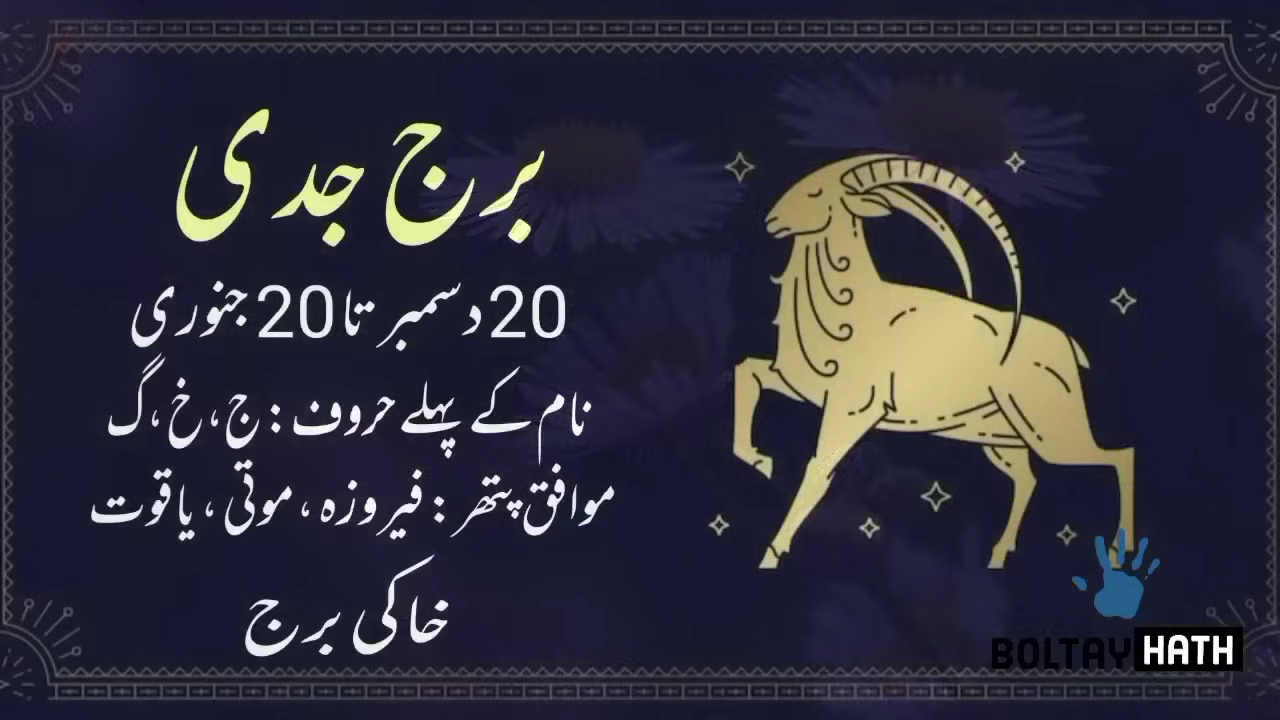 برج جدی
20 دسمبر تا 20 جنوری
نام کے پہلے حروف : ج، خ، گ
موافق پتھر : فیروزہ، موتی، یاقوت
خاکی برج
BOLTAY HATH